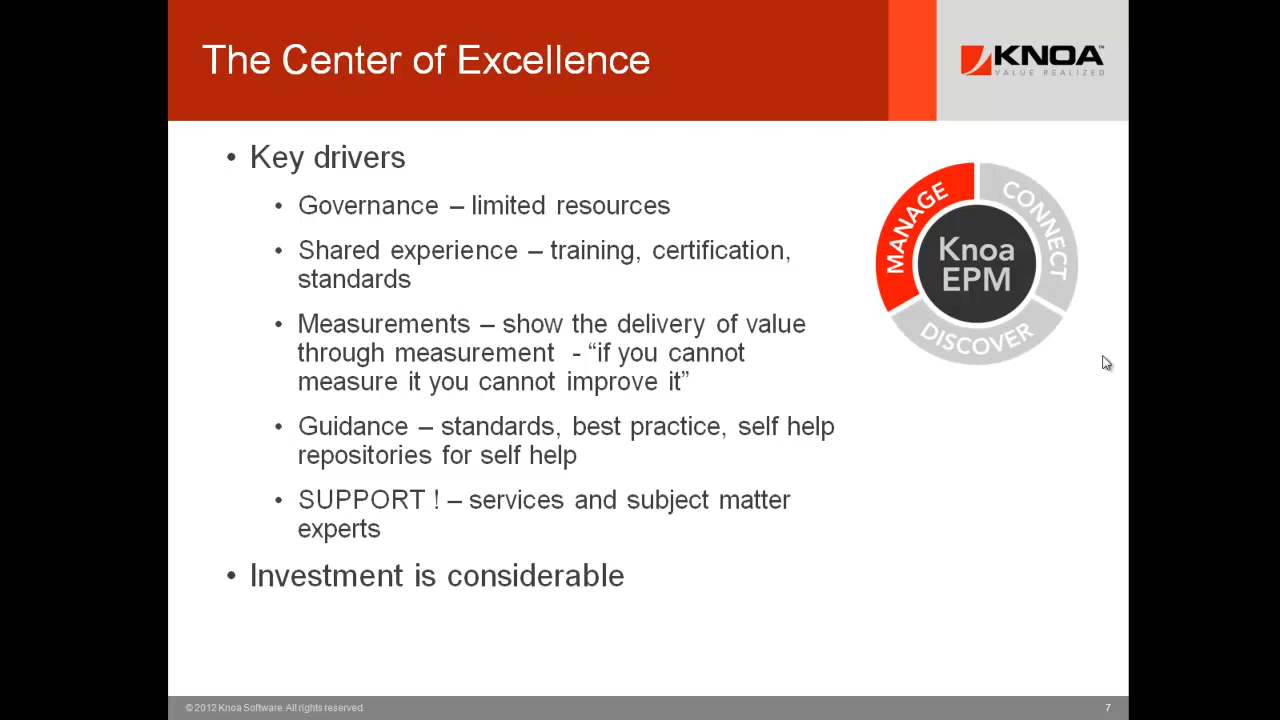 The Center of Excellence
KNOA™
VALUE REALIZED
• Key drivers
• Governance – limited resources
• Shared experience – training, certification,
standards
• Measurements – show the delivery of value
through measurement - “if you cannot
measure it you cannot improve it”
• Guidance – standards, best practice, self help
repositories for self help
• SUPPORT ! – services and subject matter
experts
• Investment is considerable
MANAGE
CONNECT
Knoa
EPM
DISCOVER
© 2012 Knoa Software. All rights reserved.
7